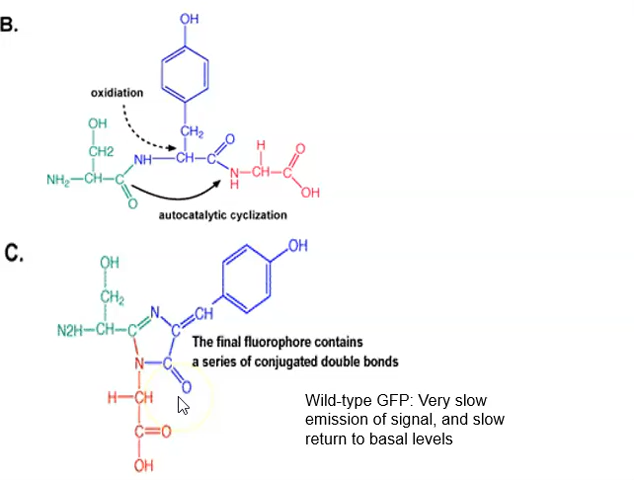 B.
OH
oxidiation
OH
CH2
CH2
O
H
O
NH
CH
C
NH2
CH
C
N
H
CH
C
O
OH
autocatalytic cyclization
C.
OH
OH
CH2
N
CH
N2H
CH
C
C
The final fluorophore contains
a series of conjugated double bonds
N
C
O
H
CH
C
O
OH
Wild-type GFP: Very slow
emission of signal, and slow
return to basal levels